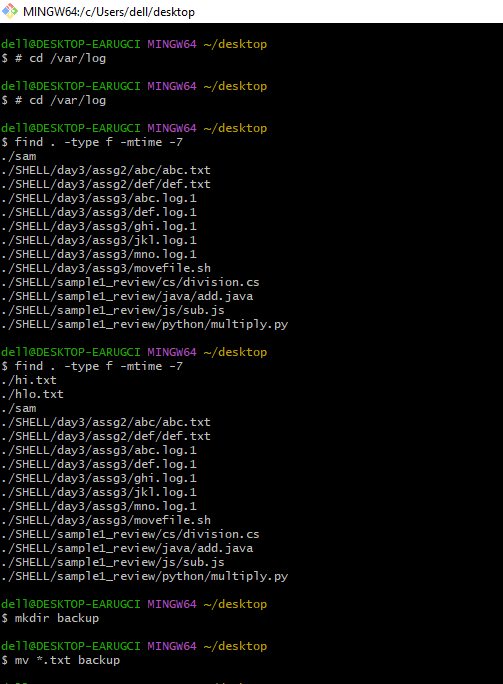 MINGW64:/c/Users/dell/desktop
dell@DESKTOP-EARUGCI MINGW64 ~/desktop
$ # cd /var/log
dell@DESKTOP-EARUGCI MINGW64 ~/desktop
$ # cd /var/log
dell@DESKTOP-EARUGCI MINGW64 ~/desktop
$ find . -type f -mtime -7
./sam
./SHELL/day3/assg2/abc/abc.txt
./SHELL/day3/assg2/def/def.txt
./SHELL/day3/assg3/abc.log.1
./SHELL/day3/assg3/def.log.1
./SHELL/day3/assg3/ghi.log.1
./SHELL/day3/assg3/jkl.log.1
./SHELL/day3/assg3/mno.log.1
./SHELL/day3/assg3/movefile.sh
./SHELL/sample1_review/cs/division.cs
./SHELL/sample1_review/java/add.java
./SHELL/sample1_review/js/sub.js
./SHELL/sample1_review/python/multiply.py
dell@DESKTOP-EARUGCI MINGW64 ~/desktop
$ find . -type f -mtime -7
./hi.txt
./hlo.txt
./sam
./SHELL/day3/assg2/abc/abc.txt
./SHELL/day3/assg2/def/def.txt
./SHELL/day3/assg3/abc.log.1
./SHELL/day3/assg3/def.log.1
./SHELL/day3/assg3/ghi.log.1
./SHELL/day3/assg3/jkl.log.1
./SHELL/day3/assg3/mno.log.1
./SHELL/day3/assg3/movefile.sh
./SHELL/sample1_review/cs/division.cs
./SHELL/sample1_review/java/add.java
./SHELL/sample1_review/js/sub.js
./SHELL/sample1_review/python/multiply.py
dell@DESKTOP-EARUGCI MINGW64 ~/desktop
$ mkdir backup
dell@DESKTOP-EARUGCI MINGW64 ~/desktop
$ mv *.txt backup